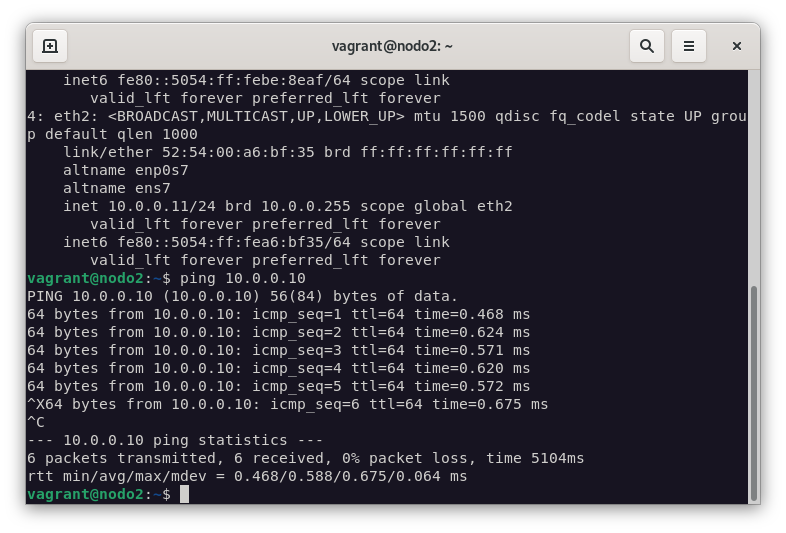 vagrant@nodo2: ~
    inet6 fe80::5054:ff:febe:8eaf/64 scope link
       valid_lft forever preferred_lft forever
4: eth2: <BROADCAST,MULTICAST,UP,LOWER_UP> mtu 1500 qdisc fq_codel state UP grou
p default qlen 1000
    link/ether 52:54:00:a6:bf:35 brd ff:ff:ff:ff:ff:ff
    altname enp0s7
    altname ens7
    inet 10.0.0.11/24 brd 10.0.0.255 scope global eth2
       valid_lft forever preferred_lft forever
    inet6 fe80::5054:ff:fea6:bf35/64 scope link
       valid_lft forever preferred_lft forever
vagrant@nodo2:~$ ping 10.0.0.10
PING 10.0.0.10 (10.0.0.10) 56(84) bytes of data.
64 bytes from 10.0.0.10: icmp_seq=1 ttl=64 time=0.468 ms
64 bytes from 10.0.0.10: icmp_seq=2 ttl=64 time=0.624 ms
64 bytes from 10.0.0.10: icmp_seq=3 ttl=64 time=0.571 ms
64 bytes from 10.0.0.10: icmp_seq=4 ttl=64 time=0.620 ms
64 bytes from 10.0.0.10: icmp_seq=5 ttl=64 time=0.572 ms
^X64 bytes from 10.0.0.10: icmp_seq=6 ttl=64 time=0.675 ms
^C
--- 10.0.0.10 ping statistics ---
6 packets transmitted, 6 received, 0% packet loss, time 5104ms
rtt min/avg/max/mdev = 0.468/0.588/0.675/0.064 ms
vagrant@nodo2:~$